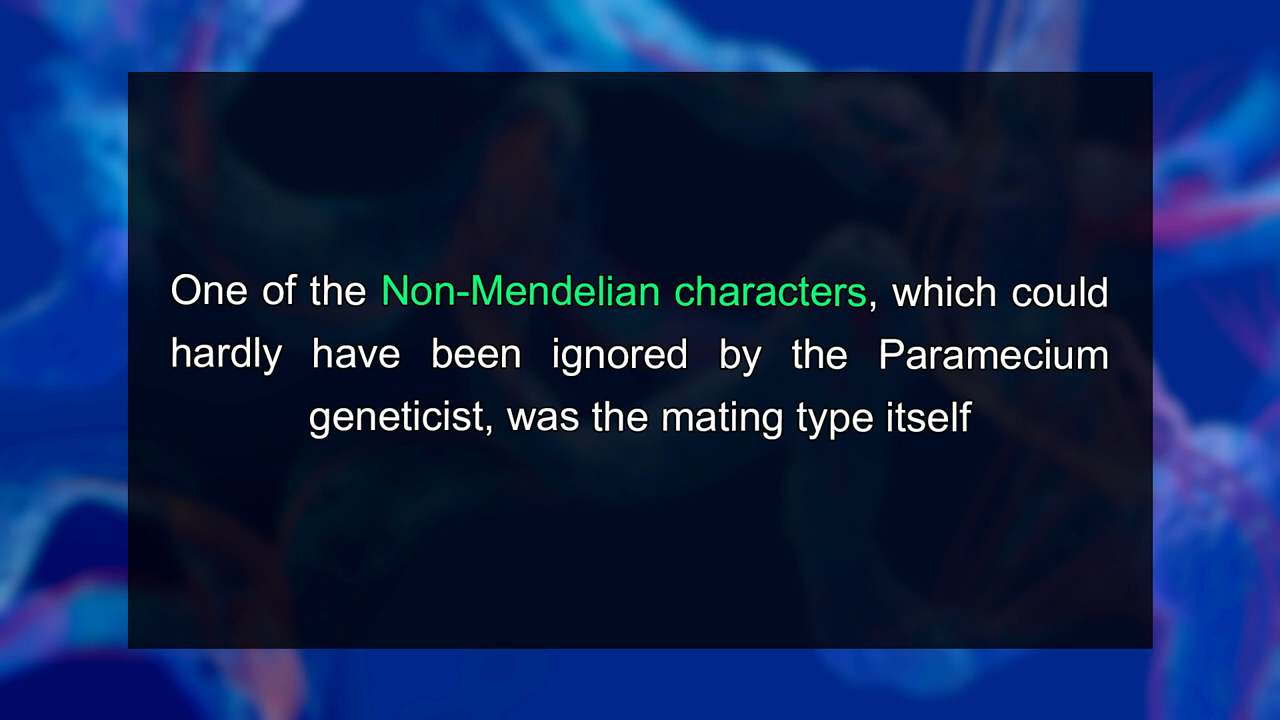 One of the Non-Mendelian characters, which could
hardly have been ignored by the Paramecium
geneticist, was the mating type itself